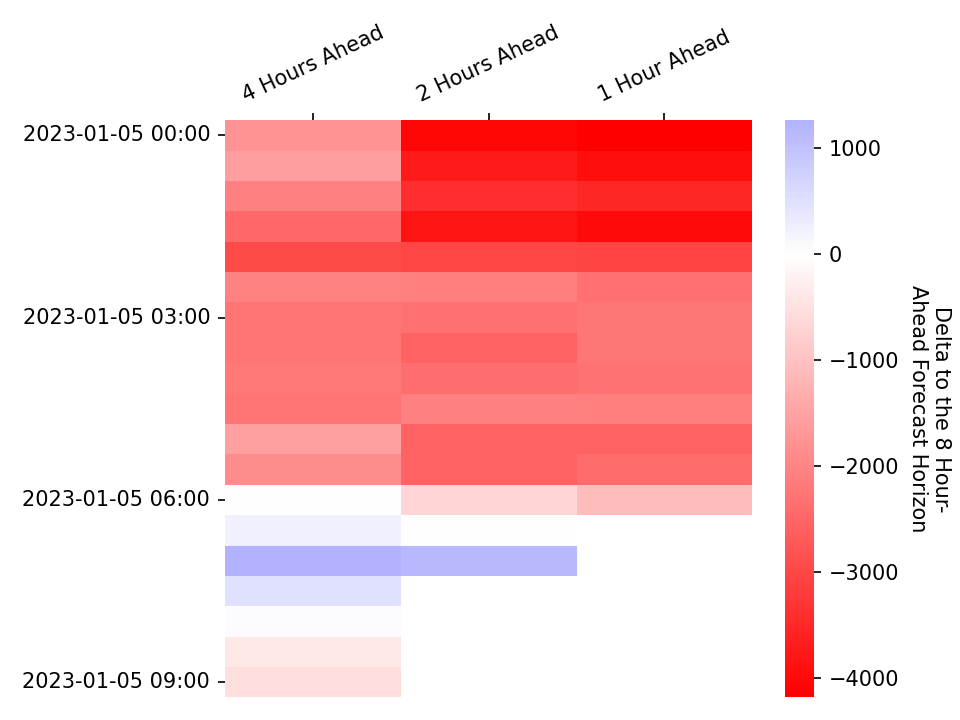 4 Hours Ahead
2 Hours Ahead
1 Hour Ahead
2023-01-05 00:00
2023-01-05 03:00
2023-01-05 06:00
2023-01-05 09:00
1000
0
−1000
−2000
−3000
−4000
Delta to the 8 Hour-
Ahead Forecast Horizon